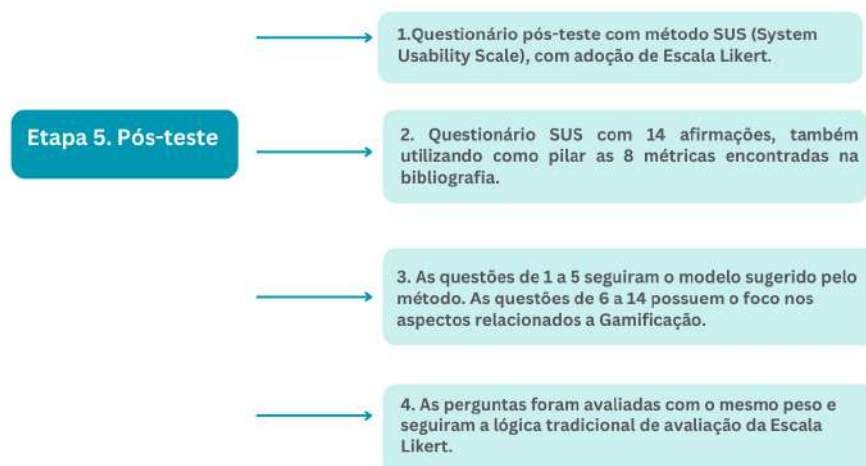 1.Questionário pós-teste com método SUS (System
Usability Scale), com adoção de Escala Likert.
Etapa 5. Pós-teste
2. Questionário SUS com 14 afirmações, também
utilizando como pilar as 8 métricas encontradas na
bibliografia.
3. As questões de 1 a 5 seguiram o modelo sugerido pelo
método. As questões de 6 a 14 possuem o foco nos
aspectos relacionados a Gamificação.
4. As perguntas foram avaliadas com o mesmo peso e
seguiram a lógica tradicional de avaliação da Escala
Likert.